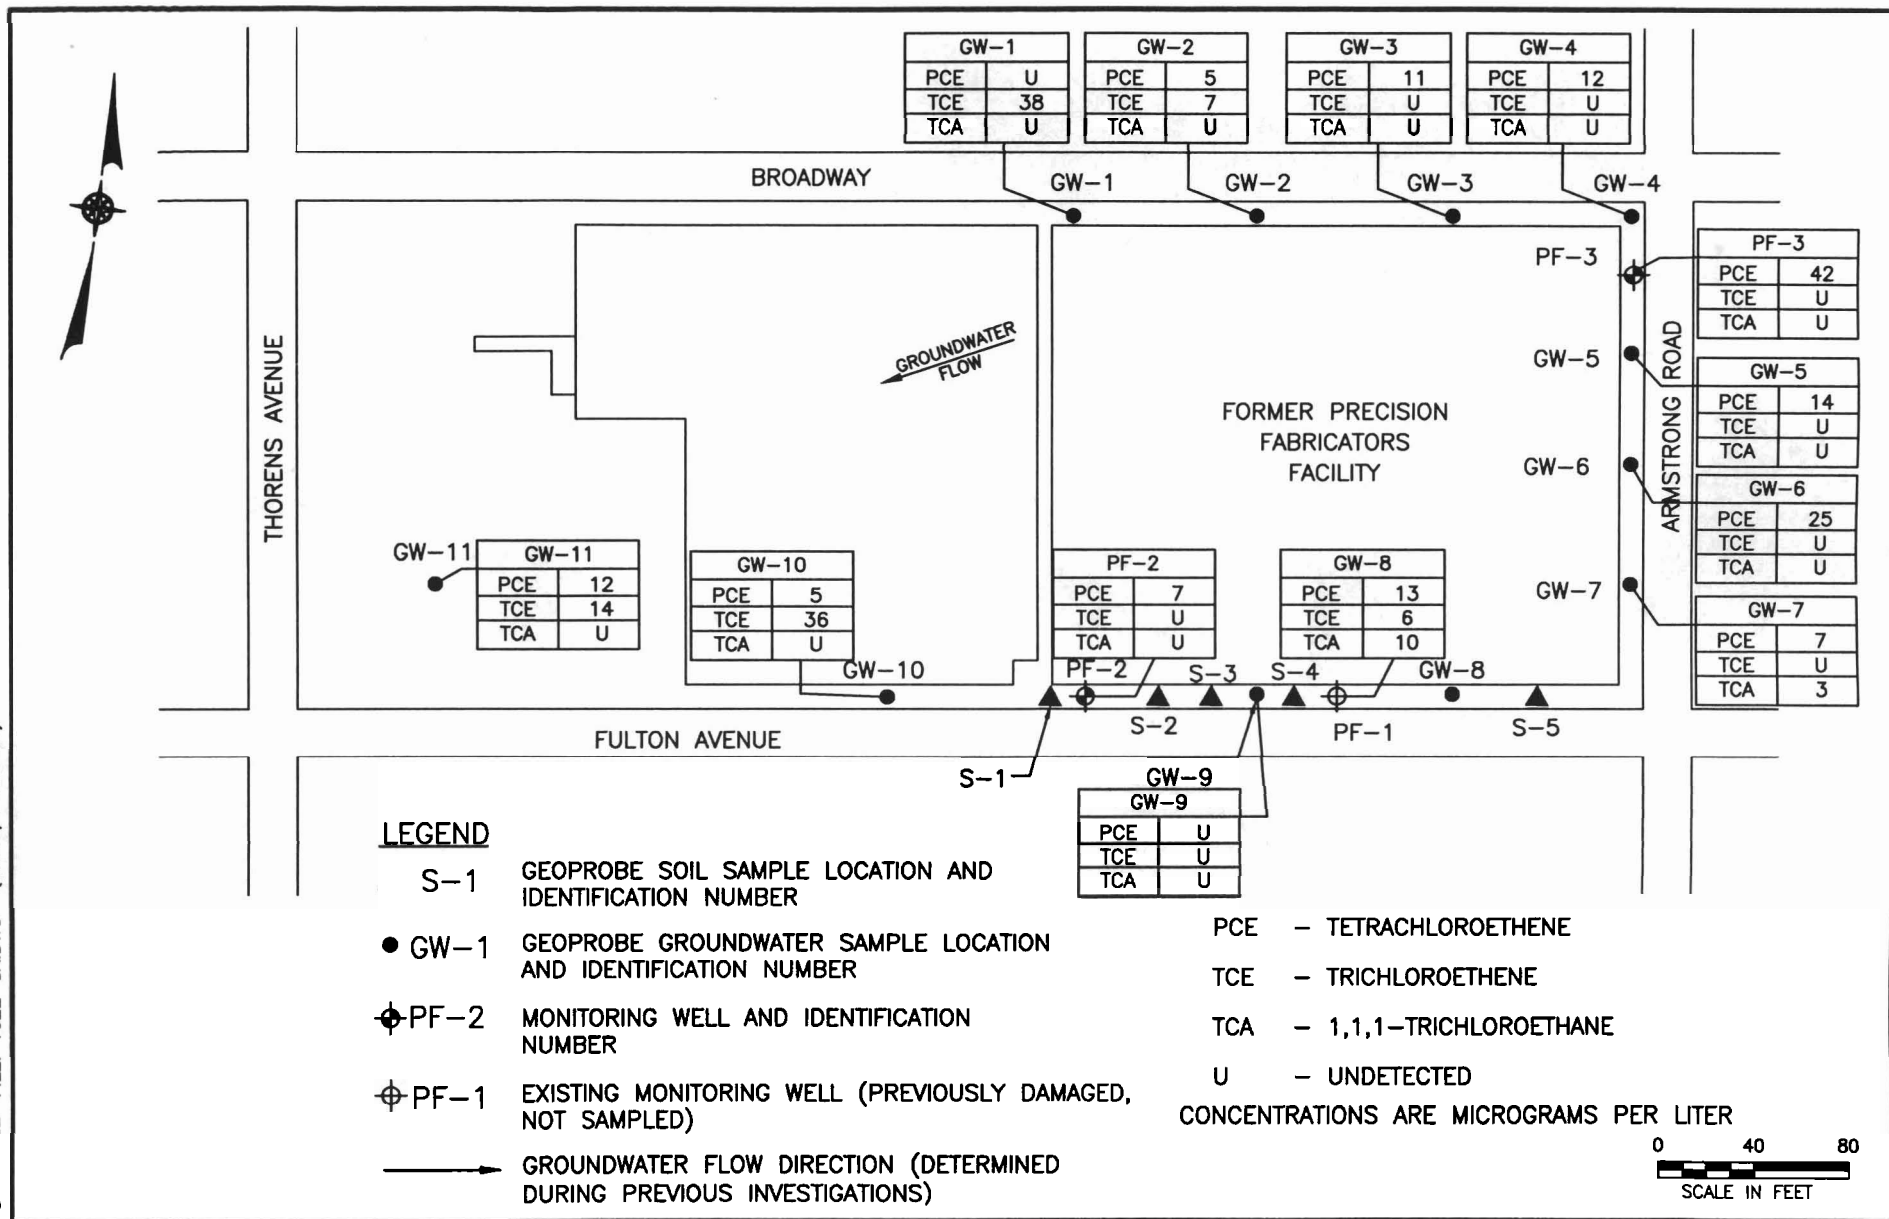 GW-1
PCE U
TCE 38
TCA U
GW-2
PCE 5
TCE 7
TCA U
GW-3
PCE 11
TCE U
TCA U
GW-4
PCE 12
TCE U
TCA U
BROADWAY
GW-1
GW-2
GW-3
GW-4
PF-3
PF-3
PCE 42
TCE U
TCA U
THORENS AVENUE
GROUNDWATER
FLOW
GW-5
ARMSTRONG ROAD
GW-5
PCE 14
TCE U
TCA U
FORMER PRECISION
FABRICATORS
FACILITY
GW-6
GW-6
PCE 25
TCE U
TCA U
GW-11
GW-11
PCE 12
TCE 14
TCA U
GW-10
PCE 5
TCE 36
TCA U
GW-10
PF-2
PCE 7
TCE U
TCA U
PF-2
GW-8
PCE 13
TCE 6
TCA 10
GW-7
GW-7
PCE 7
TCE U
TCA 3
S-3
S-4
GW-8
S-2
PF-1
S-5
FULTON AVENUE
S-1
GW-9
GW-9
PCE U
TCE U
TCA U
LEGEND
S-1 GEOPROBE SOIL SAMPLE LOCATION AND
IDENTIFICATION NUMBER
GW-1 GEOPROBE GROUNDWATER SAMPLE LOCATION
AND IDENTIFICATION NUMBER
PF-2 MONITORING WELL AND IDENTIFICATION
NUMBER
PF-1 EXISTING MONITORING WELL (PREVIOUSLY DAMAGED,
NOT SAMPLED)
GROUNDWATER FLOW DIRECTION (DETERMINED
DURING PREVIOUS INVESTIGATIONS)
PCE - TETRACHLOROETHENE
TCE - TRICHLOROETHENE
TCA - 1,1,1-TRICHLOROETHANE
U - UNDETECTED
CONCENTRATIONS ARE MICROGRAMS PER LITER
0 40 80
SCALE IN FEET